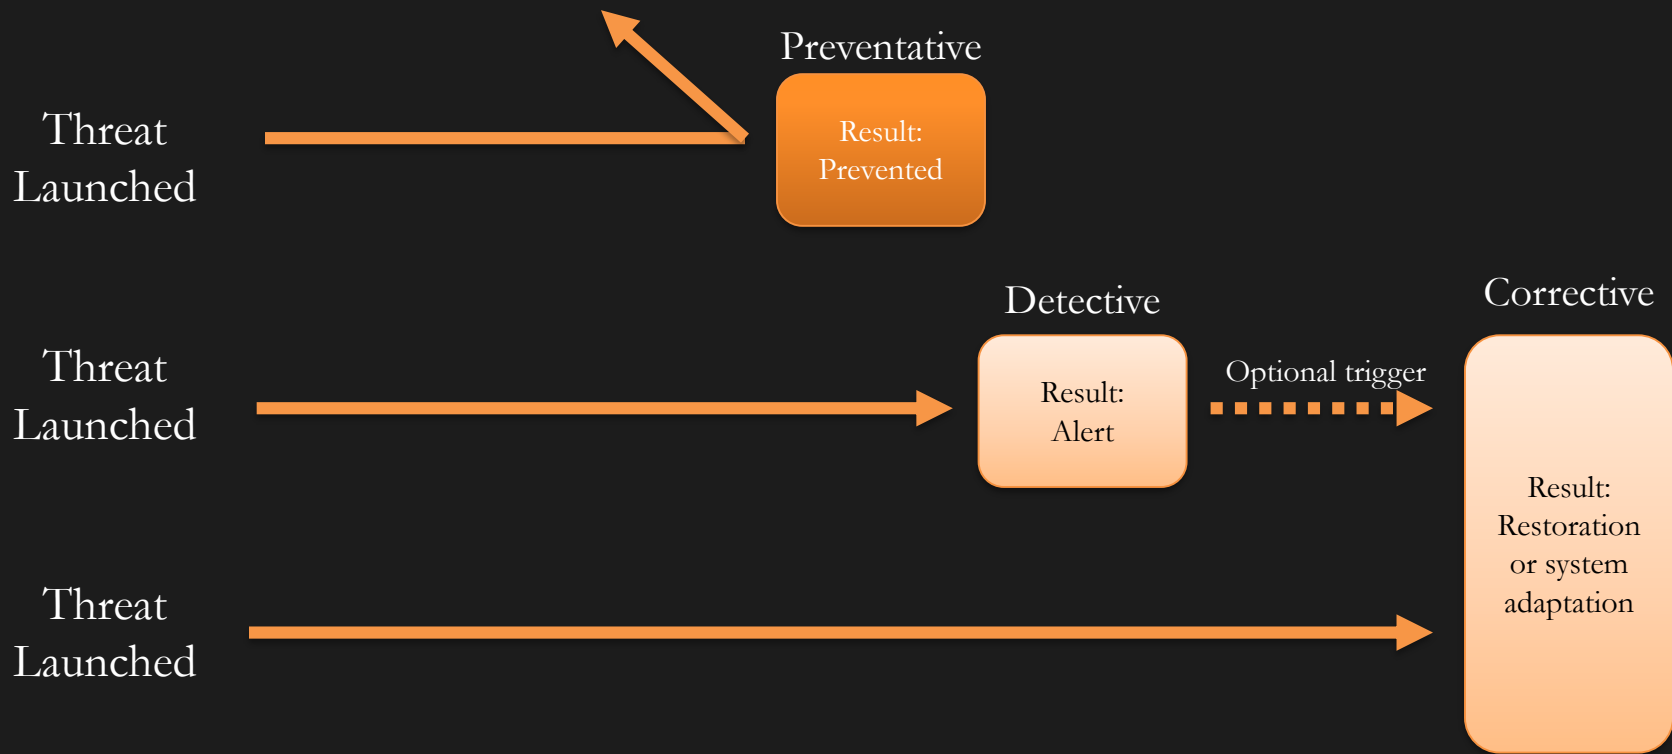 Preventative
Threat
Launched
Result:
Prevented
Detective
Corrective
Threat
Launched
Result:
Alert
Optional trigger
Result:
Restoration
or system
adaptation
Threat
Launched